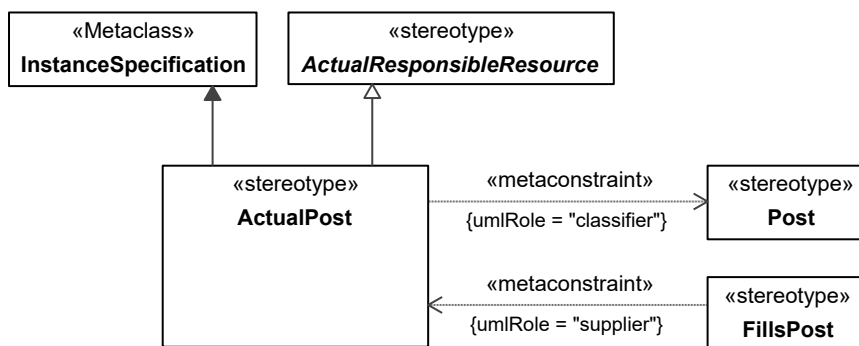 «Metaclass»
InstanceSpecification
«stereotype»
ActualResponsibleResource
«stereotype»
ActualPost
«metaconstraint»
{umlRole = "classifier"}
«stereotype»
Post
«metaconstraint»
{umlRole = "supplier"}
«stereotype»
FillsPost